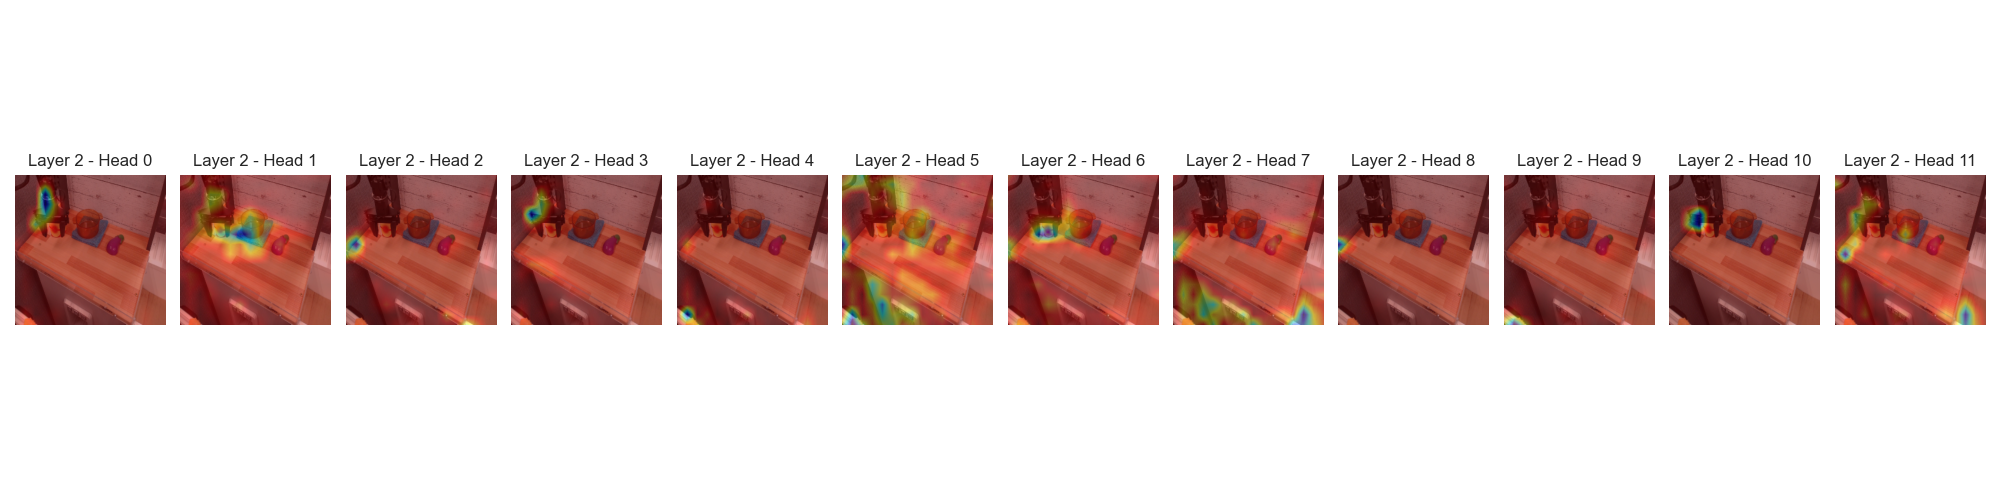 Layer 2 - Head 0
Layer 2 - Head 1
Layer 2 - Head 2
Layer 2 - Head 3
Layer 2 - Head 4
Layer 2 - Head 5
Layer 2 - Head 6
Layer 2 - Head 7
Layer 2 - Head 8
Layer 2 - Head 9
Layer 2 - Head 10
Layer 2 - Head 11